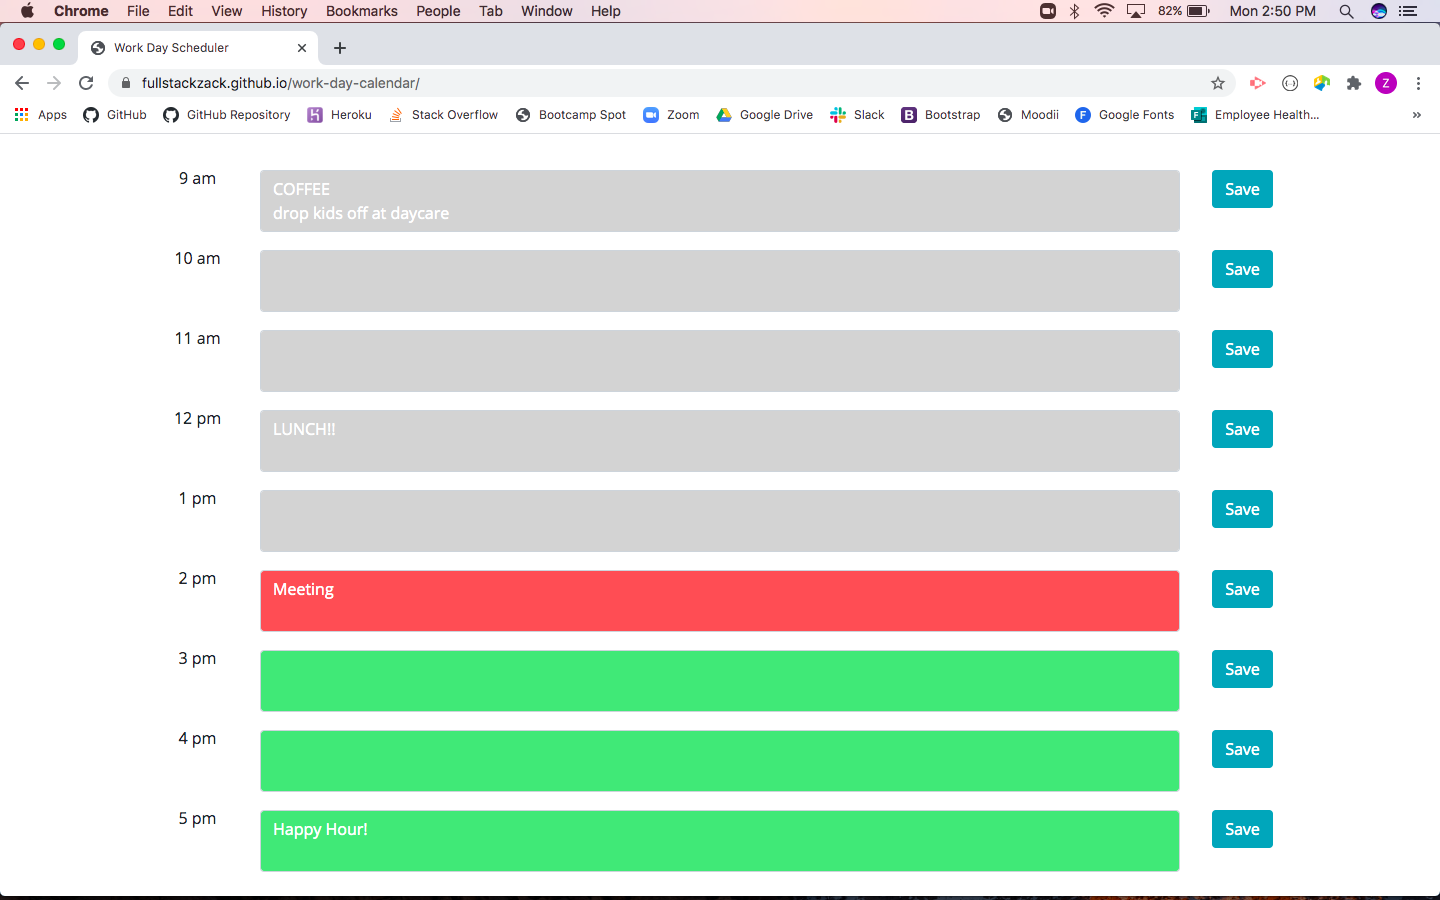 Chrome File Edit View History Bookmarks People Tab Window Help 82% Mon 2:50 PM
Work Day Scheduler
fullstackzack.github.io/work-day-calendar/ Z
Apps GitHub GitHub Repository Heroku Stack Overflow Bootcamp Spot Zoom Google Drive Slack B Bootstrap Moodii F Google Fonts F Employee Health... »
9 am COFFEE Save
drop kids off at daycare
10 am Save
11 am Save
12 pm LUNCH!! Save
1 pm Save
2 pm Meeting Save
3 pm Save
4 pm Save
5 pm Happy Hour! Save